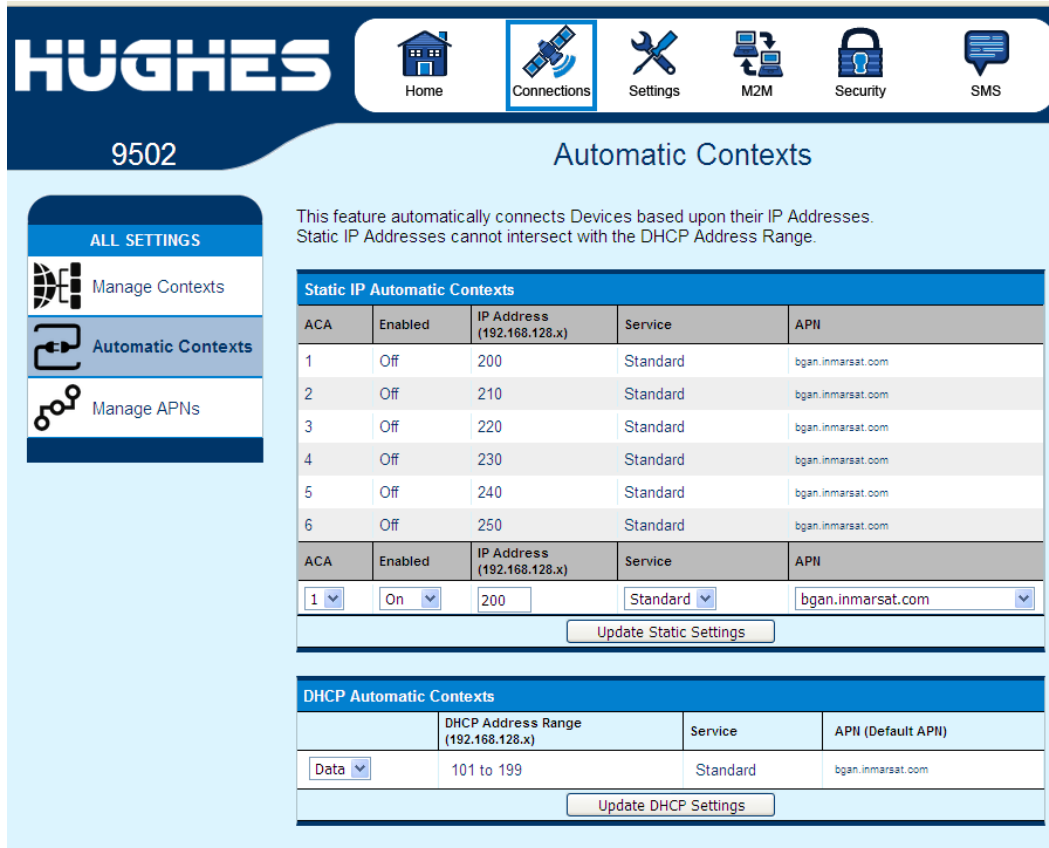 HUGHES
Home
Connections
Settings
M2M
Security
SMS
9502
Automatic Contexts
ALL SETTINGS
Manage Contexts
Automatic Contexts
Manage APNs
This feature automatically connects Devices based upon their IP Addresses.
Static IP Addresses cannot intersect with the DHCP Address Range.
Static IP Automatic Contexts
ACA Enabled IP Address (192.168.128.x) Service APN
1 Off 200 Standard bgan.inmarsat.com
2 Off 210 Standard bgan.inmarsat.com
3 Off 220 Standard bgan.inmarsat.com
4 Off 230 Standard bgan.inmarsat.com
5 Off 240 Standard bgan.inmarsat.com
6 Off 250 Standard bgan.inmarsat.com
ACA Enabled IP Address (192.168.128.x) Service APN
1 On 200 Standard bgan.inmarsat.com
Update Static Settings
DHCP Automatic Contexts
DHCP Address Range (192.168.128.x) Service APN (Default APN)
Data 101 to 199 Standard bgan.inmarsat.com
Update DHCP Settings